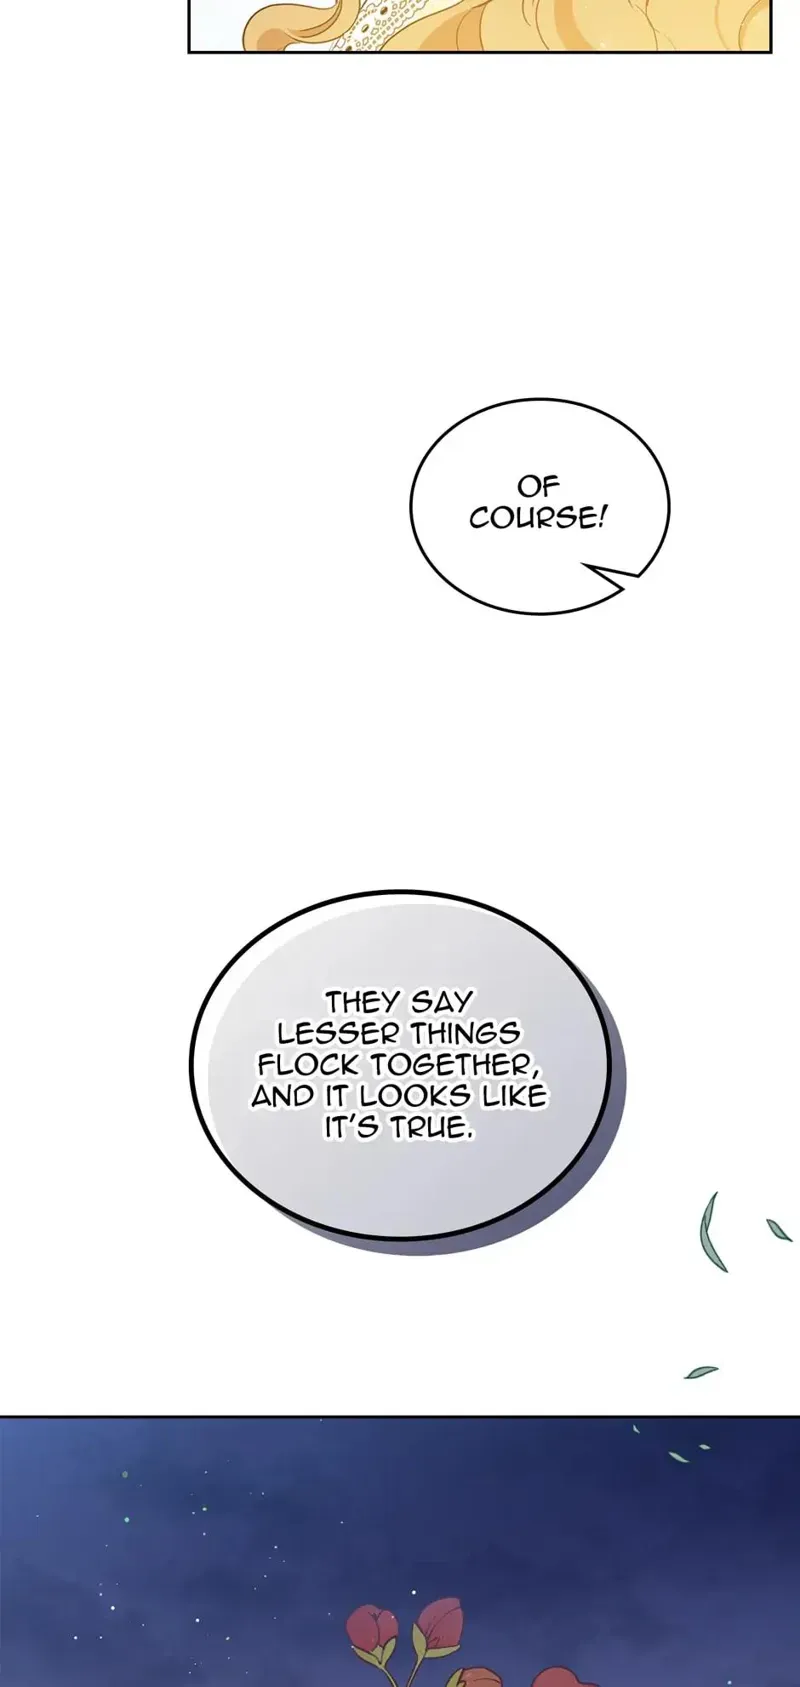 OF
COURSE!
THEY SAY
LESSER THINGS
FLOCK TOGETHER,
AND IT LOOKS LIKE
IT'S TRUE.